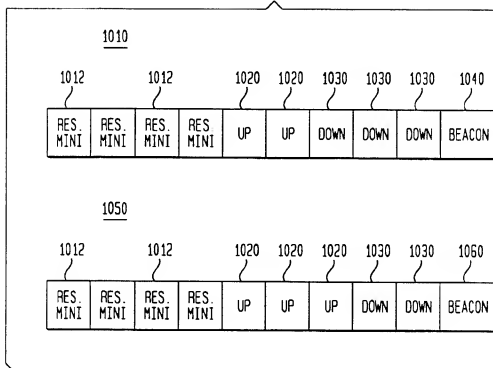 1010
1012 1012 1020 1020 1030 1030 1030 1040
RES. MINI RES. MINI RES. MINI RES. MINI UP UP DOWN DOWN DOWN BEACON
1050
1012 1012 1020 1020 1020 1030 1030 1060
RES. MINI RES. MINI RES. MINI RES. MINI UP UP UP DOWN DOWN BEACON